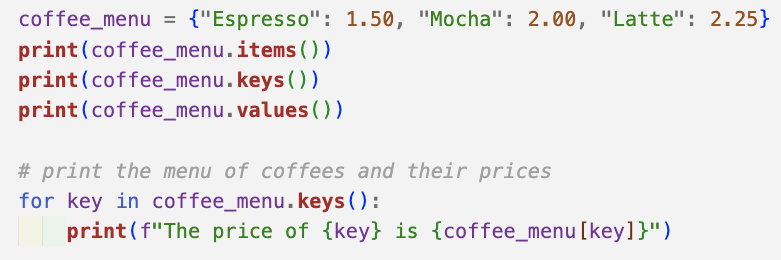 coffee_menu = {"Espresso": 1.50, "Mocha": 2.00, "Latte": 2.25}
print(coffee_menu.items())
print(coffee_menu.keys())
print(coffee_menu.values())

# print the menu of coffees and their prices
for key in coffee_menu.keys():
    print(f"The price of {key} is {coffee_menu[key]}")